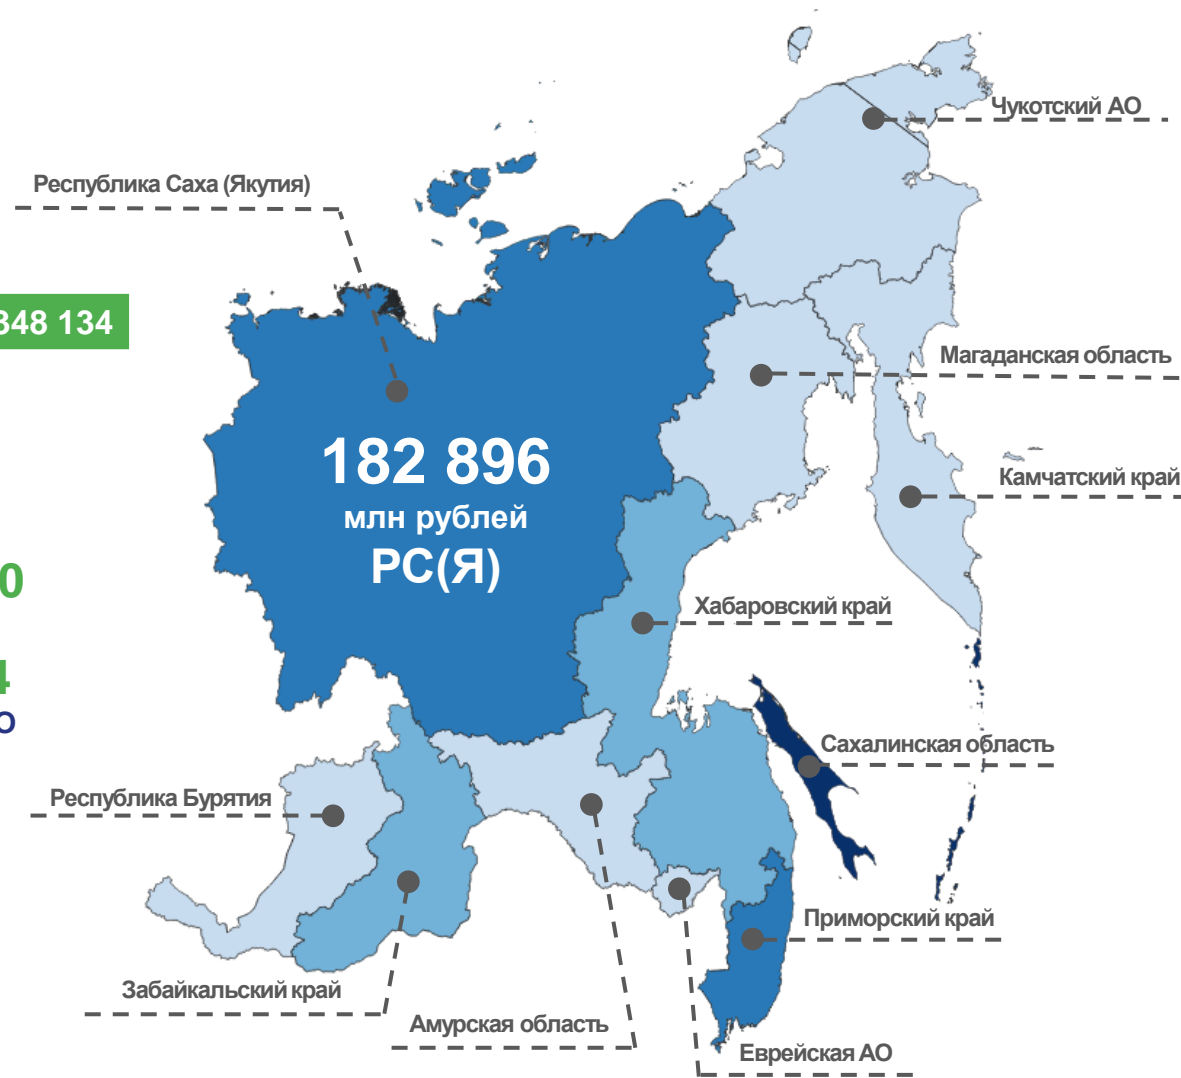 Чукотский АО
Республика Саха (Якутия)
348 134
Магаданская область
182 896
млн рублей
РС(Я)
Камчатский край
0
Хабаровский край
4
О
Сахалинская область
Республика Бурятия
Приморский край
Забайкальский край
Амурская область
Еврейская АО